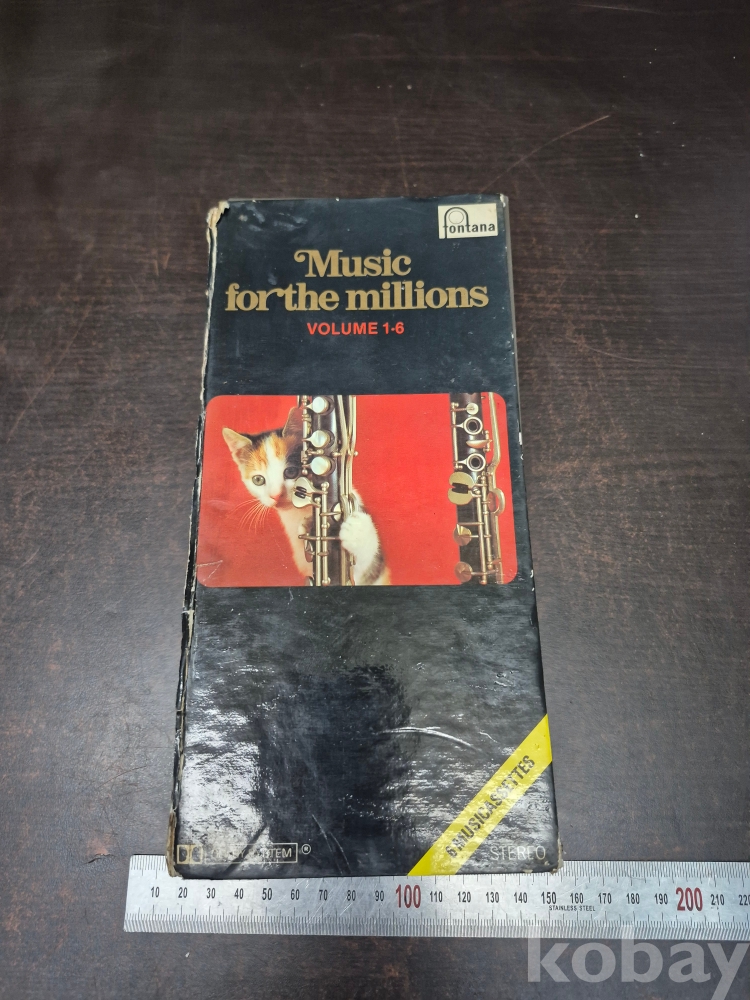 fontana
Music
for the millions
VOLUME 1-6
6 MUSICASSETTES
SYSTEM ®
STEREO
10 20 30 40 50 60 70 80 90 100 110 120 130 140 150 160 170 180 190 200 210 220
STAINLESS STEEL
kobay